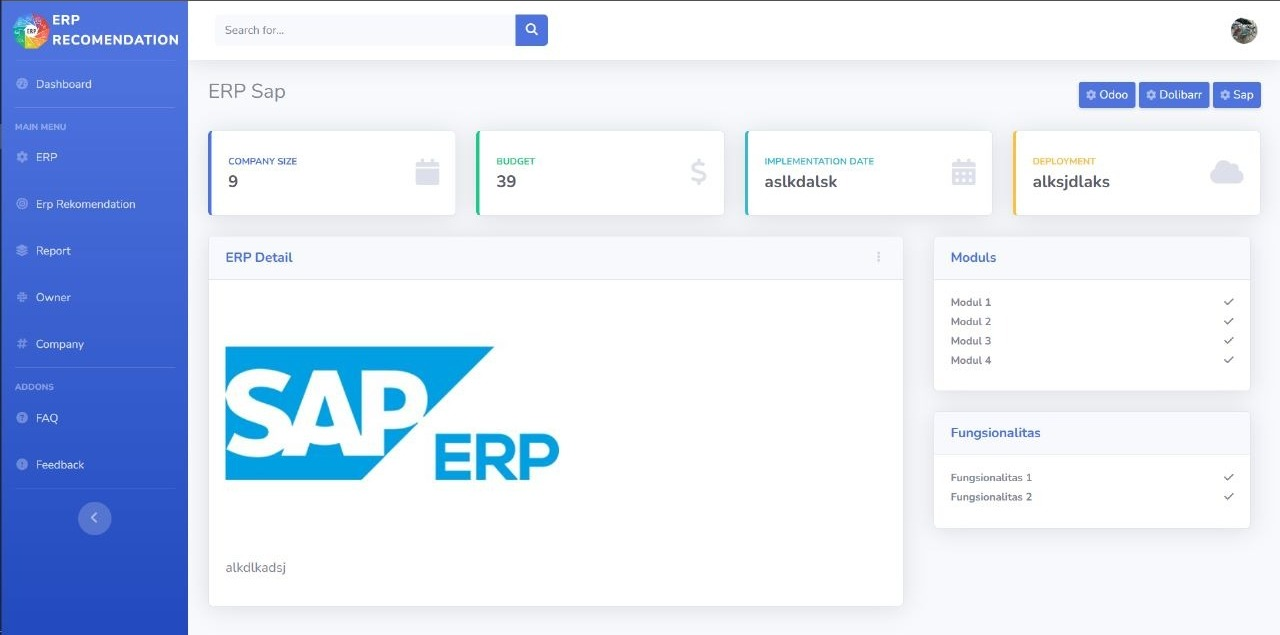 ERP
RECOMENDATION
Search for...
Dashboard
MAIN MENU
ERP
Erp Rekomendation
Report
Owner
Company
ADDONS
FAQ
Feedback
ERP Sap
Odoo
Dolibarr
Sap
COMPANY SIZE
9
BUDGET
39
IMPLEMENTATION DATE
aslkdalsk
DEPLOYMENT
alksjdlaks
ERP Detail
SAP
ERP
alkdlkadsj
Moduls
Modul 1
Modul 2
Modul 3
Modul 4
Fungsionalitas
Fungsionalitas 1
Fungsionalitas 2